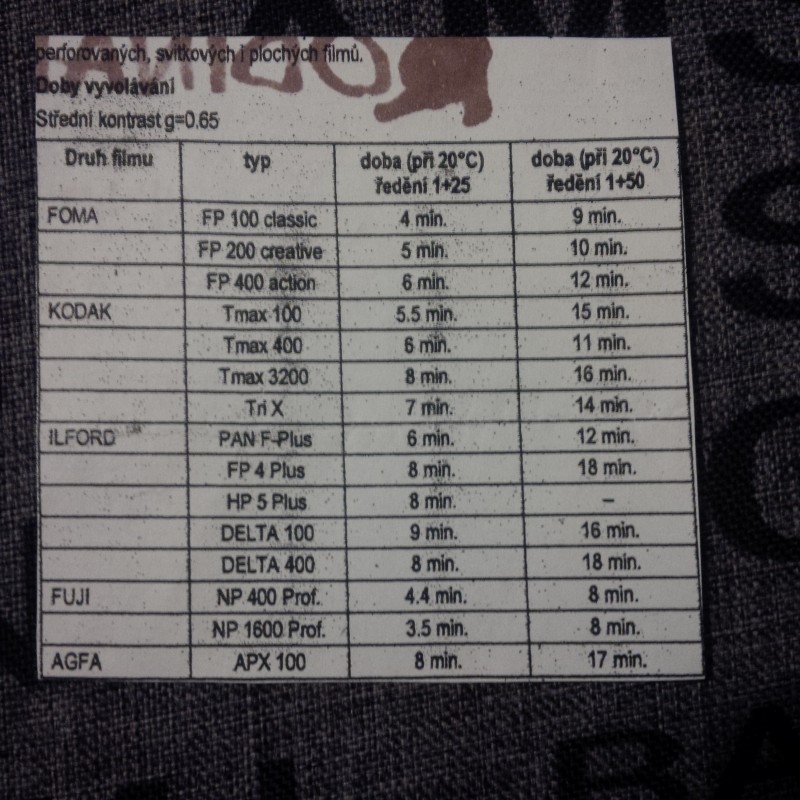 perforovaných, svitkových i plochých filmů.
Doby vyvolávání
Střední kontrast g=0.65
Druh filmu typ doba (při 20°C) ředění 1+25 doba (při 20°C) ředění 1+50
FOMA FP 100 classic 4 min. 9 min.
FP 200 creative 5 min. 10 min.
FP 400 action 6 min. 12 min.
KODAK Tmax 100 5.5 min. 15 min.
Tmax 400 6 min. 11 min.
Tmax 3200 8 min. 16 min.
Tri X 7 min. 14 min.
ILFORD PAN F-Plus 6 min. 12 min.
FP 4 Plus 8 min. 18 min.
HP 5 Plus 8 min. –
DELTA 100 9 min. 16 min.
DELTA 400 8 min. 18 min.
FUJI NP 400 Prof. 4.4 min. 8 min.
NP 1600 Prof. 3.5 min. 8 min.
AGFA APX 100 8 min. 17 min.